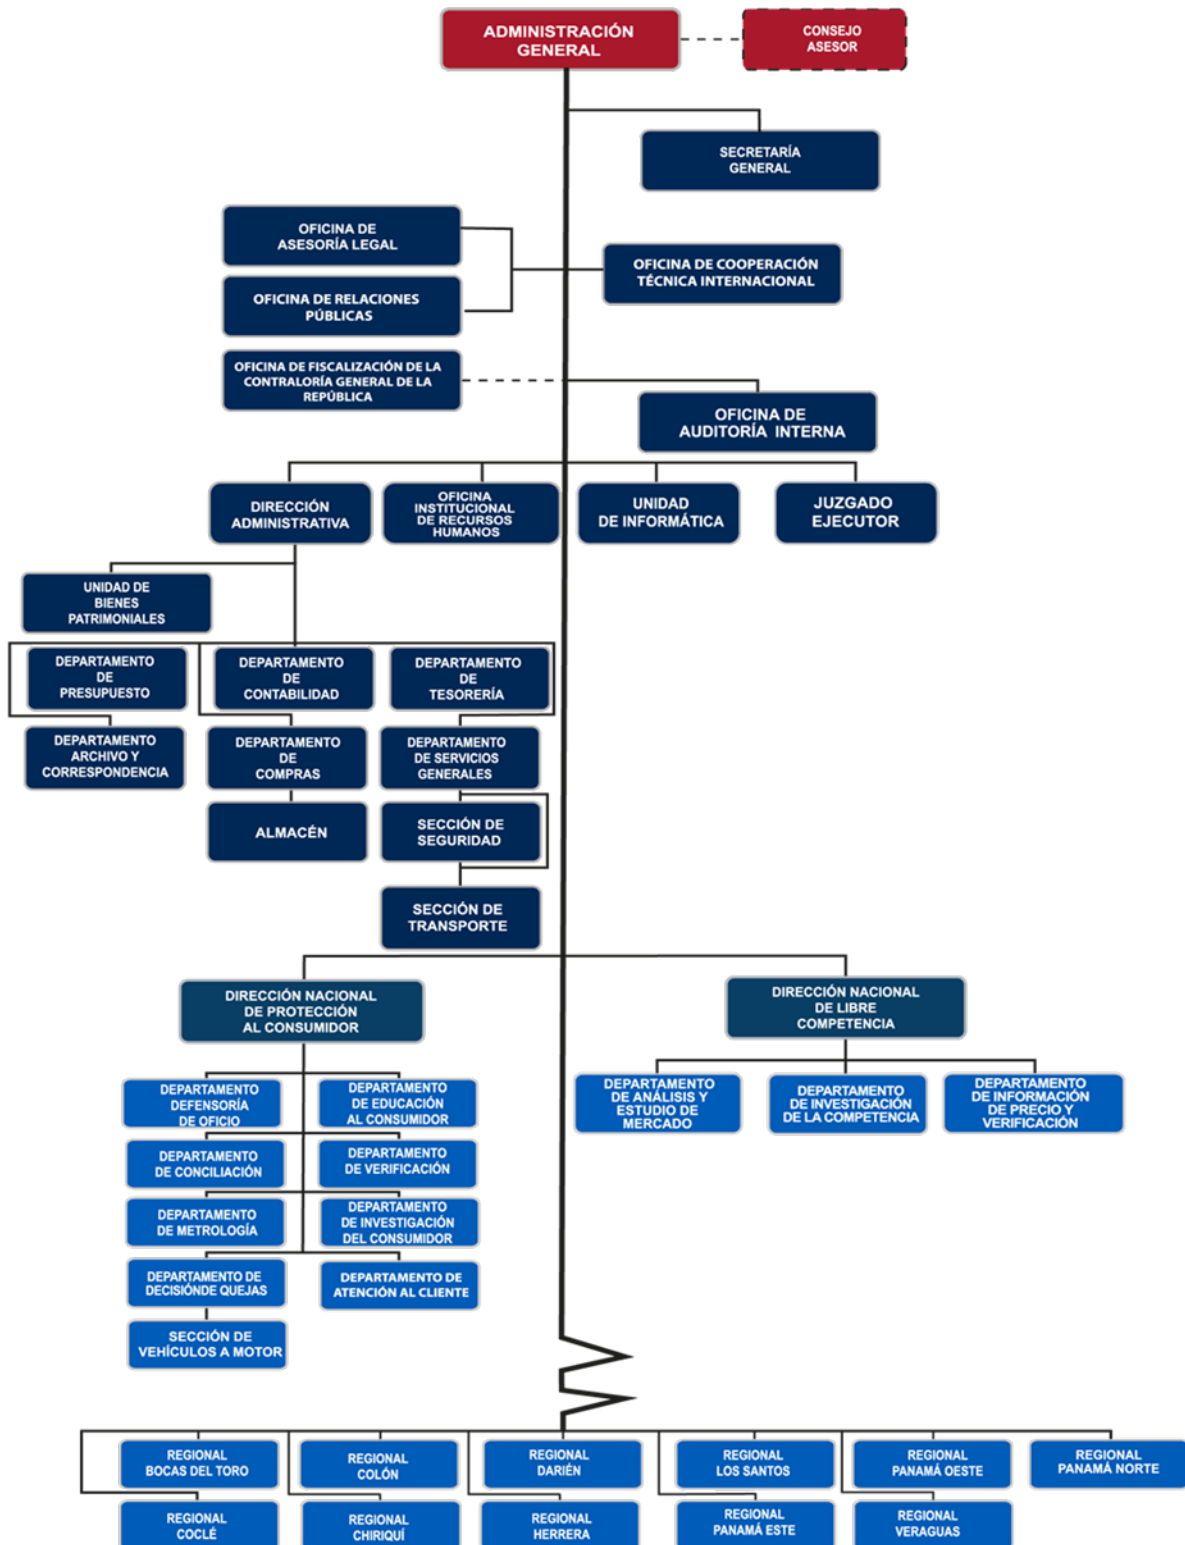 ADMINISTRACIÓN
GENERAL
CONSEJO
ASESOR
SECRETARÍA
GENERAL
OFICINA DE
ASESORÍA LEGAL
OFICINA DE COOPERACIÓN
TÉCNICA INTERNACIONAL
OFICINA DE RELACIONES
PÚBLICAS
OFICINA DE FISCALIZACIÓN DE LA
CONTRALORÍA GENERAL DE LA
REPÚBLICA
OFICINA DE
AUDITORÍA INTERNA
DIRECCIÓN
ADMINISTRATIVA
OFICINA
INSTITUCIONAL
DE RECURSOS
HUMANOS
UNIDAD
DE INFORMÁTICA
JUZGADO
EJECUTOR
UNIDAD DE
BIENES
PATRIMONIALES
DEPARTAMENTO
DE
PRESUPUESTO
DEPARTAMENTO
DE
CONTABILIDAD
DEPARTAMENTO
DE
TESORERÍA
DEPARTAMENTO
ARCHIVO Y
CORRESPONDENCIA
DEPARTAMENTO
DE
COMPRAS
DEPARTAMENTO
DE SERVICIOS
GENERALES
ALMACÉN
SECCIÓN DE
SEGURIDAD
SECCIÓN DE
TRANSPORTE
DIRECCIÓN NACIONAL
DE PROTECCIÓN
AL CONSUMIDOR
DIRECCIÓN NACIONAL
DE LIBRE
COMPETENCIA
DEPARTAMENTO
DEFENSORÍA
DE OFICIO
DEPARTAMENTO
DE EDUCACIÓN
AL CONSUMIDOR
DEPARTAMENTO
DE ANÁLISIS Y
ESTUDIO DE
MERCADO
DEPARTAMENTO
DE INVESTIGACIÓN
DE LA COMPETENCIA
DEPARTAMENTO
DE INFORMACIÓN
DE PRECIO Y
VERIFICACIÓN
DEPARTAMENTO
DE CONCILIACIÓN
DEPARTAMENTO
DE VERIFICACIÓN
DEPARTAMENTO
DE METROLOGÍA
DEPARTAMENTO
DE INVESTIGACIÓN
DEL CONSUMIDOR
DEPARTAMENTO DE
DECISIÓNDE QUEJAS
DEPARTAMENTO DE
ATENCIÓN AL CLIENTE
SECCIÓN DE
VEHÍCULOS A MOTOR
REGIONAL
BOCAS DEL TORO
REGIONAL
COLÓN
REGIONAL
DARIÉN
REGIONAL
LOS SANTOS
REGIONAL
PANAMÁ OESTE
REGIONAL
PANAMÁ NORTE
REGIONAL
COCLÉ
REGIONAL
CHIRIQUÍ
REGIONAL
HERRERA
REGIONAL
PANAMÁ ESTE
REGIONAL
VERAGUAS